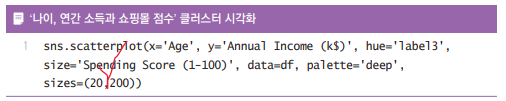 '나이, 연간 소득과 쇼핑몰 점수' 클러스터 시각화
1 sns.scatterplot(x='Age', y='Annual Income (k$)', hue='label3',
size='Spending Score (1-100)', data=df, palette='deep',
sizes=(20,200))